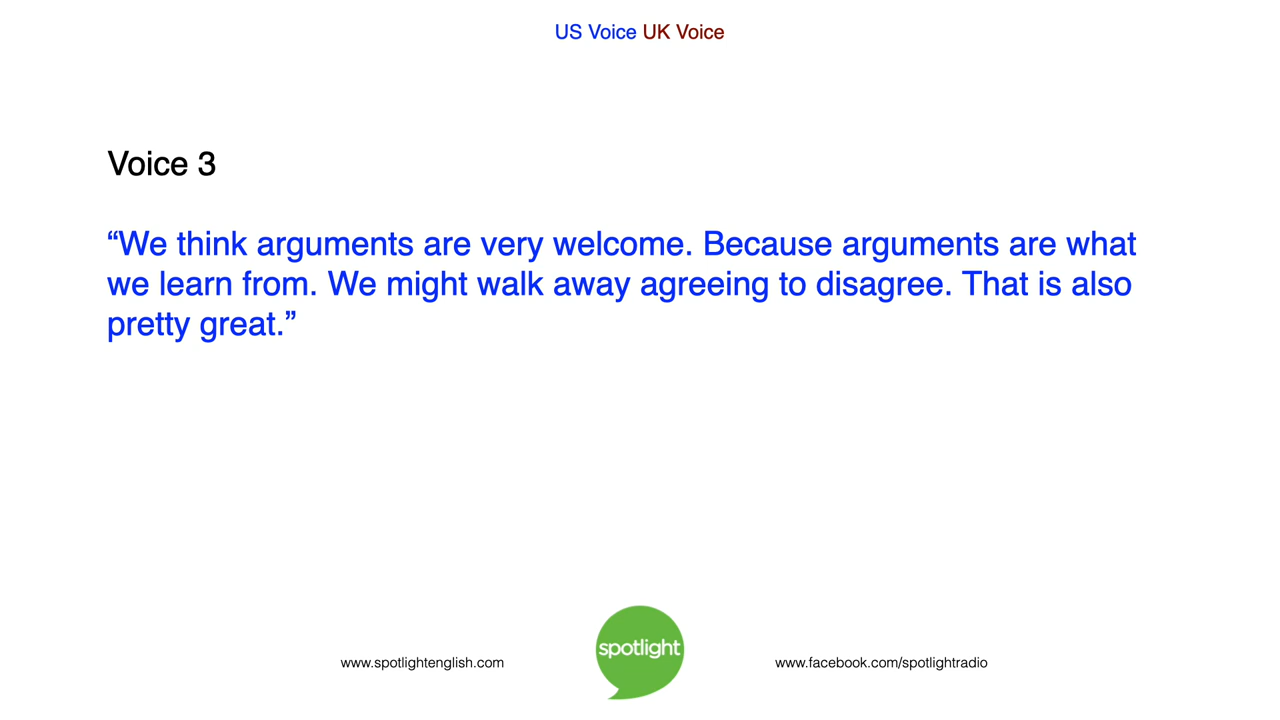 US Voice UK Voice
Voice 3
“We think arguments are very welcome. Because arguments are what
we learn from. We might walk away agreeing to disagree. That is also
pretty great.”
spotlight
www.spotlightenglish.com
www.facebook.com/spotlightradio